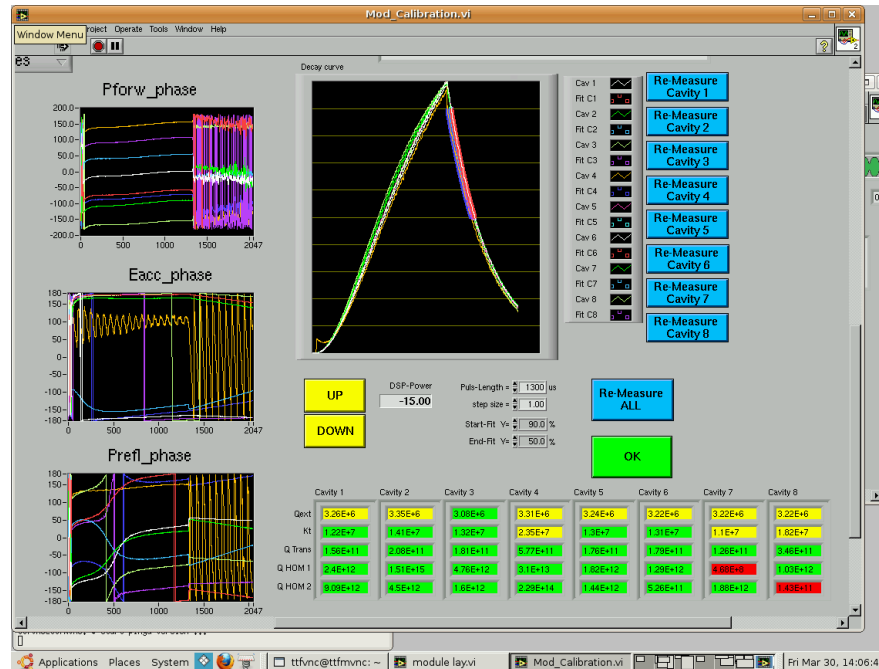 Mod_Calibration.vi
Window Menu
roject Operate Tools Window Help
2
es
Decay curve
Pforw_phase
200.0-
150.0-
100.0-
50.0-
0.0-
-50.0-
-100.0-
-150.0-
-200.0-
0 500 1000 1500 2047
Eacc_phase
180-
150-
100-
50-
0-
-50-
-100-
-150-
-180-
0 500 1000 1500 2047
Prefl_phase
180-
150-
100-
50-
0-
-50-
-100-
-150-
-180-
0 500 1000 1500 2047
Cav 1
Fit C1
Cav 2
Fit C2
Cav 3
Fit C3
Cav 4
Fit C4
Cav 5
Fit C5
Cav 6
Fit C6
Cav 7
Fit C7
Cav 8
Fit C8
Re-Measure
Cavity 1
Re-Measure
Cavity 2
Re-Measure
Cavity 3
Re-Measure
Cavity 4
Re-Measure
Cavity 5
Re-Measure
Cavity 6
Re-Measure
Cavity 7
Re-Measure
Cavity 8
UP
DOWN
DSP-Power
-15.00
Puls-Length = 1300 us
step size = 1.00
Start-Fit Y= 90.0 %
End-Fit Y= 50.0 %
Re-Measure
ALL
OK
Cavity 1 Cavity 2 Cavity 3 Cavity 4 Cavity 5 Cavity 6 Cavity 7 Cavity 8
Qext 3.26E+6 3.35E+6 3.08E+6 3.31E+6 3.24E+6 3.22E+6 3.22E+6 3.22E+6
Kt 1.22E+7 1.41E+7 1.32E+7 2.35E+7 1.3E+7 1.31E+7 1.1E+7 1.82E+7
Q Trans 1.56E+11 2.08E+11 1.81E+11 5.77E+11 1.76E+11 1.79E+11 1.26E+11 3.46E+11
Q HOM 1 2.4E+12 1.51E+15 4.76E+12 3.1E+13 1.82E+12 1.29E+12 4.68E+8 1.03E+12
Q HOM 2 9.09E+12 4.5E+12 1.6E+12 2.29E+14 1.44E+12 5.26E+11 1.88E+12 1.43E+11
Applications Places System
ttfvnc@ttfmvnc: ~
module lay.vi
Mod_Calibration.vi
Fri Mar 30, 14:06:4